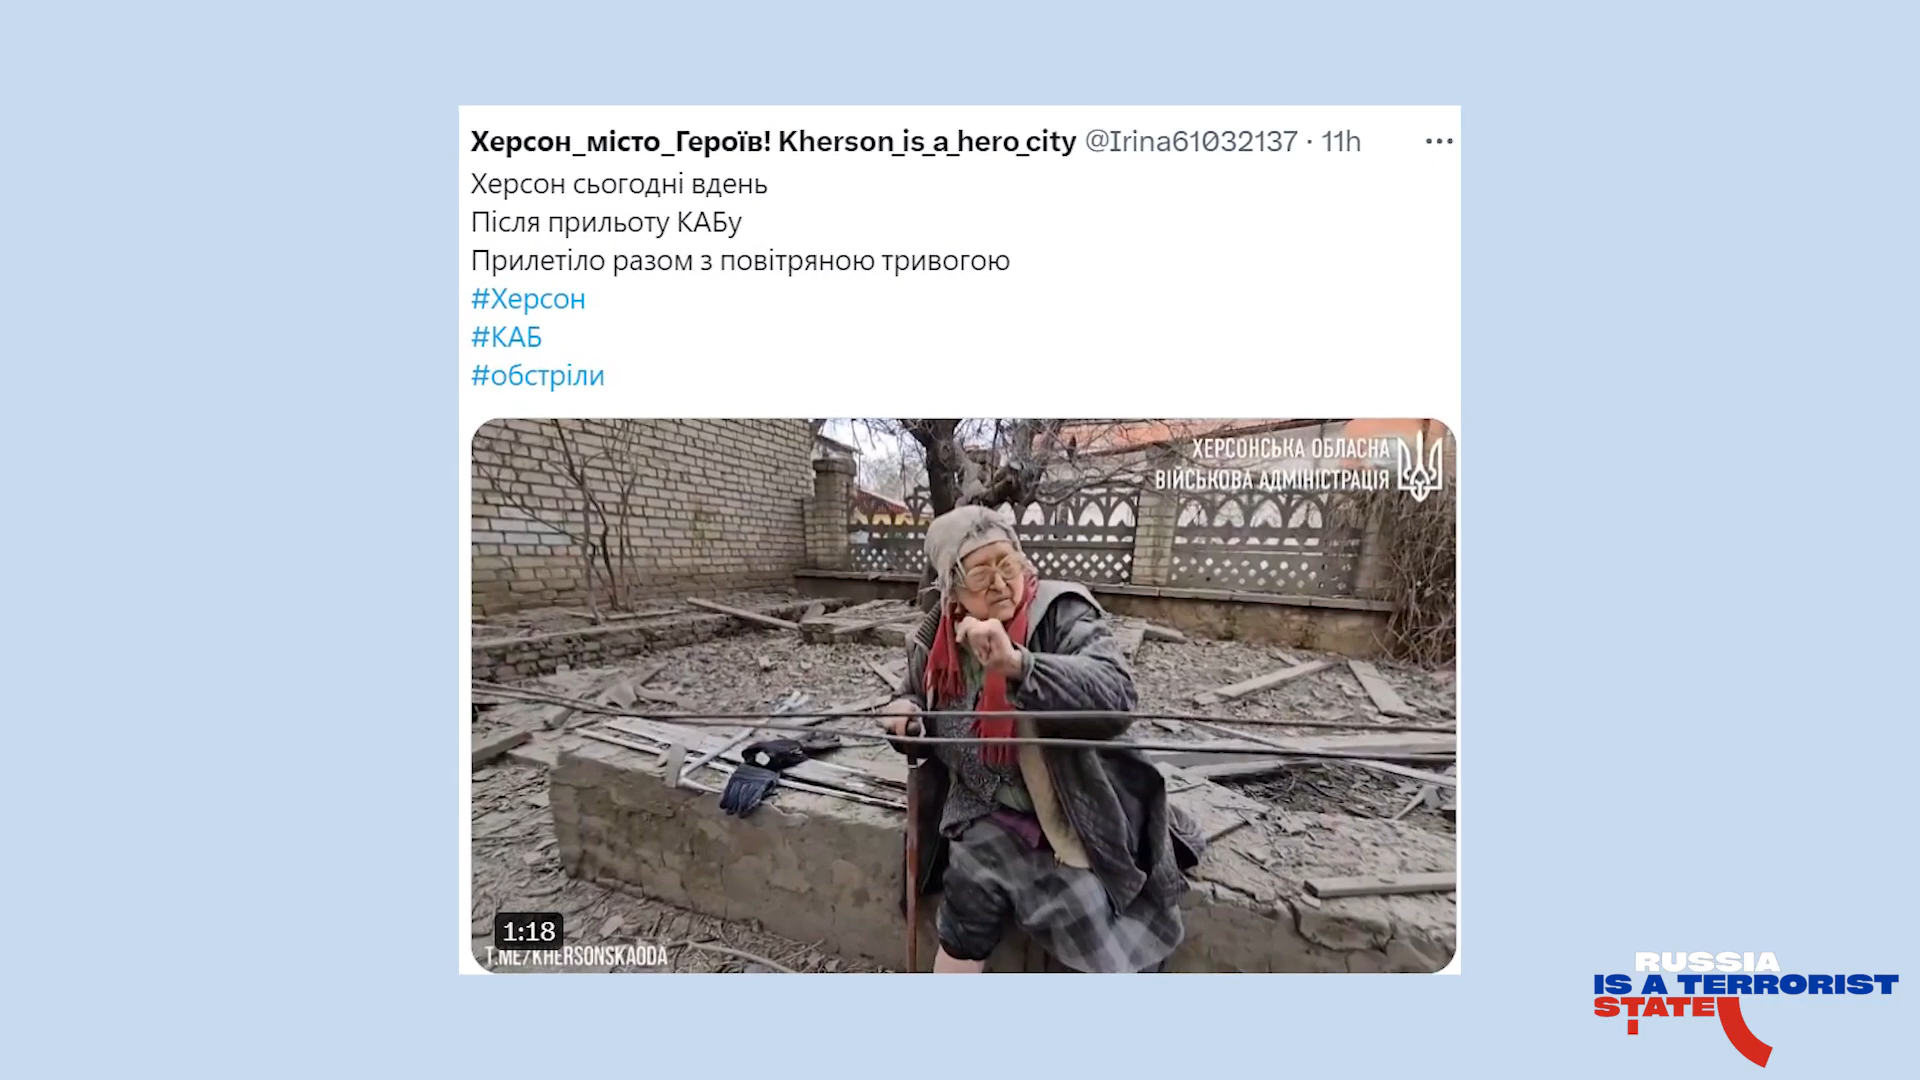 Херсон_місто_Героїв! Kherson_is_a_hero_city @Irina61032137 · 11h
Херсон сьогодні вдень
Після прильоту КАБу
Прилетіло разом з повітряною тривогою
#Херсон
#КАБ
#обстріли
ХЕРСОНСЬКА ОБЛАСНА
ВІЙСЬКОВА АДМІНІСТРАЦІЯ
1:18
T.ME/KHERSONSKAODA
RUSSIA
IS A TERRORIST
STATE